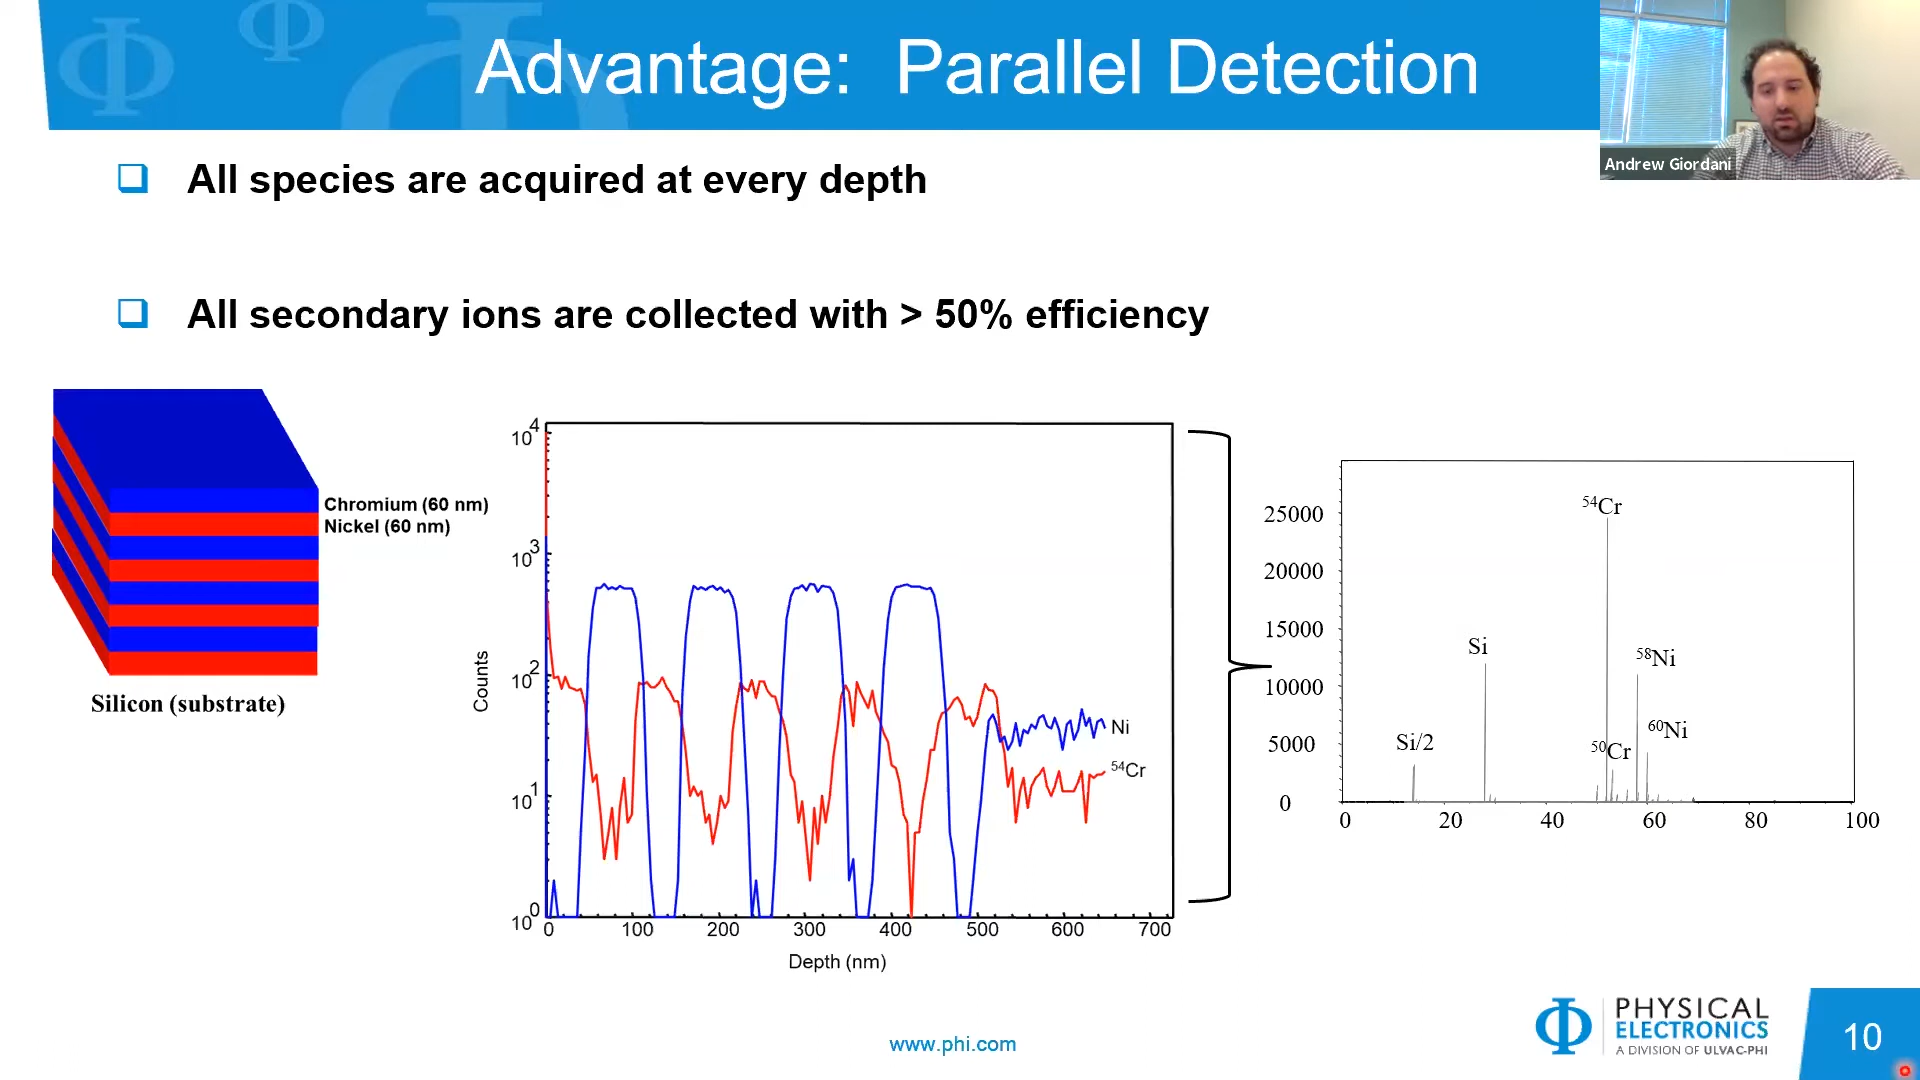 Advantage: Parallel Detection
Andrew Giordani
All species are acquired at every depth
All secondary ions are collected with > 50% efficiency
Chromium (60 nm)
Nickel (60 nm)
Silicon (substrate)
10^4
10^3
10^2
10^1
10^0
Counts
0 100 200 300 400 500 600 700
Depth (nm)
Ni
54Cr
25000
20000
15000
10000
5000
0
0 20 40 60 80 100
54Cr
Si
58Ni
60Ni
Si/2
50Cr
PHYSICAL
ELECTRONICS
A DIVISION OF ULVAC-PHI
www.phi.com
10